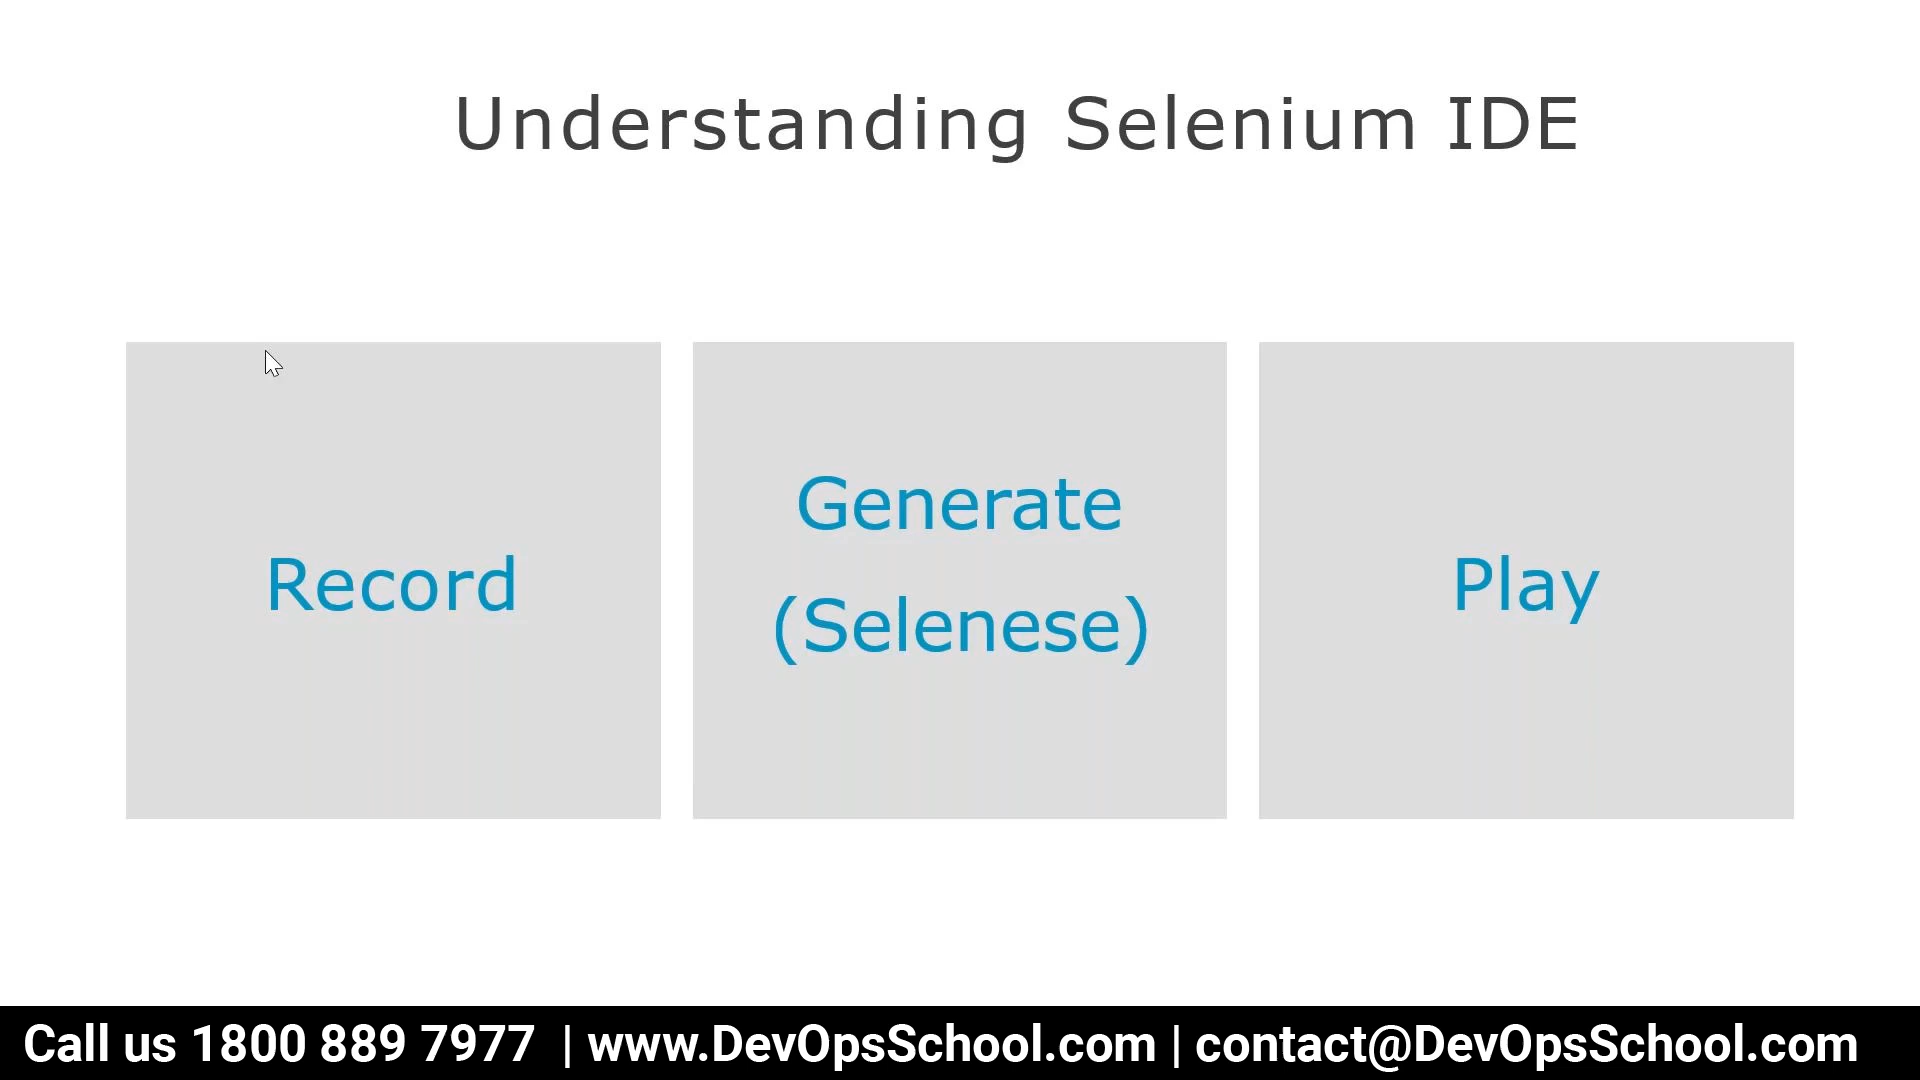 Understanding Selenium IDE
Record
Generate
(Selenese)
Play
Call us 1800 889 7977 | www.DevOpsSchool.com | contact@DevOpsSchool.com